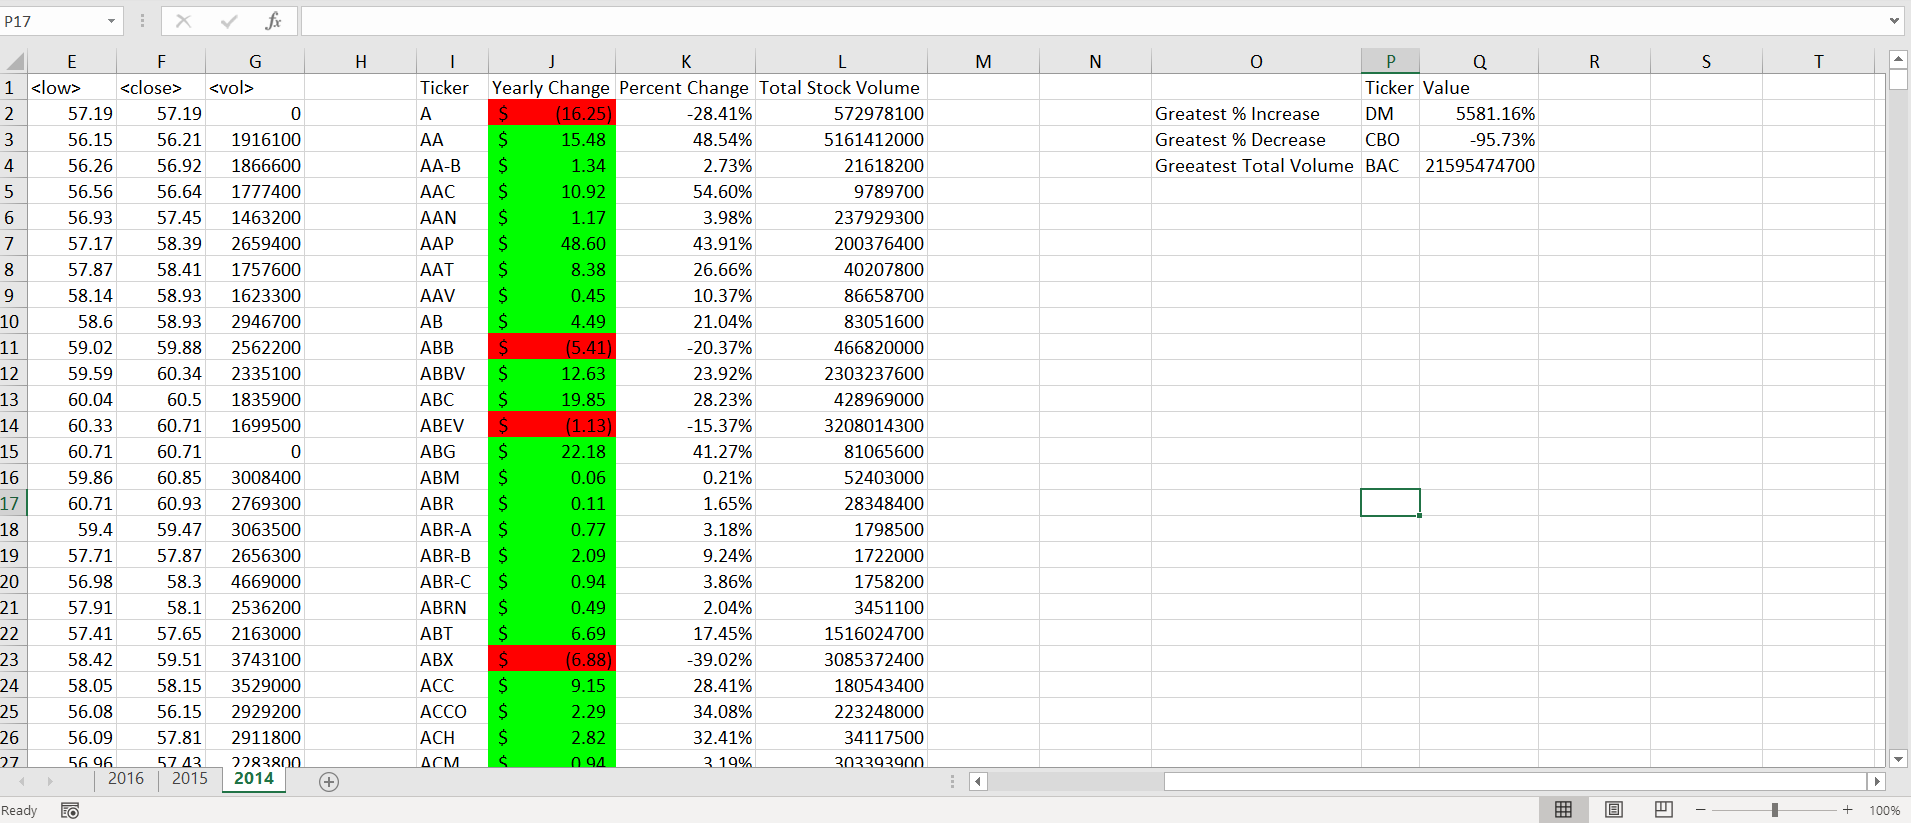 P17 fx
E F G H I J K L M N O P Q R S T
1 <low> <close> <vol> Ticker Yearly Change Percent Change Total Stock Volume Ticker Value
2 57.19 57.19 0 A $ (16.25) -28.41% 572978100 Greatest % Increase DM 5581.16%
3 56.15 56.21 1916100 AA $ 15.48 48.54% 5161412000 Greatest % Decrease CBO -95.73%
4 56.26 56.92 1866600 AA-B $ 1.34 2.73% 21618200 Greeatest Total Volume BAC 21595474700
5 56.56 56.64 1777400 AAC $ 10.92 54.60% 9789700
6 56.93 57.45 1463200 AAN $ 1.17 3.98% 237929300
7 57.17 58.39 2659400 AAP $ 48.60 43.91% 200376400
8 57.87 58.41 1757600 AAT $ 8.38 26.66% 40207800
9 58.14 58.93 1623300 AAV $ 0.45 10.37% 86658700
10 58.6 58.93 2946700 AB $ 4.49 21.04% 83051600
11 59.02 59.88 2562200 ABB $ (5.41) -20.37% 466820000
12 59.59 60.34 2335100 ABBV $ 12.63 23.92% 2303237600
13 60.04 60.5 1835900 ABC $ 19.85 28.23% 428969000
14 60.33 60.71 1699500 ABEV $ (1.13) -15.37% 3208014300
15 60.71 60.71 0 ABG $ 22.18 41.27% 81065600
16 59.86 60.85 3008400 ABM $ 0.06 0.21% 52403000
17 60.71 60.93 2769300 ABR $ 0.11 1.65% 28348400
18 59.4 59.47 3063500 ABR-A $ 0.77 3.18% 1798500
19 57.71 57.87 2656300 ABR-B $ 2.09 9.24% 1722000
20 56.98 58.3 4669000 ABR-C $ 0.94 3.86% 1758200
21 57.91 58.1 2536200 ABRN $ 0.49 2.04% 3451100
22 57.41 57.65 2163000 ABT $ 6.69 17.45% 1516024700
23 58.42 59.51 3743100 ABX $ (6.88) -39.02% 3085372400
24 58.05 58.15 3529000 ACC $ 9.15 28.41% 180543400
25 56.08 56.15 2929200 ACCO $ 2.29 34.08% 223248000
26 56.09 57.81 2911800 ACH $ 2.82 32.41% 34117500
27 56.96 57.43 2283800 ACM $ 0.94 3.19% 303393900
2016 2015 2014
Ready 100%